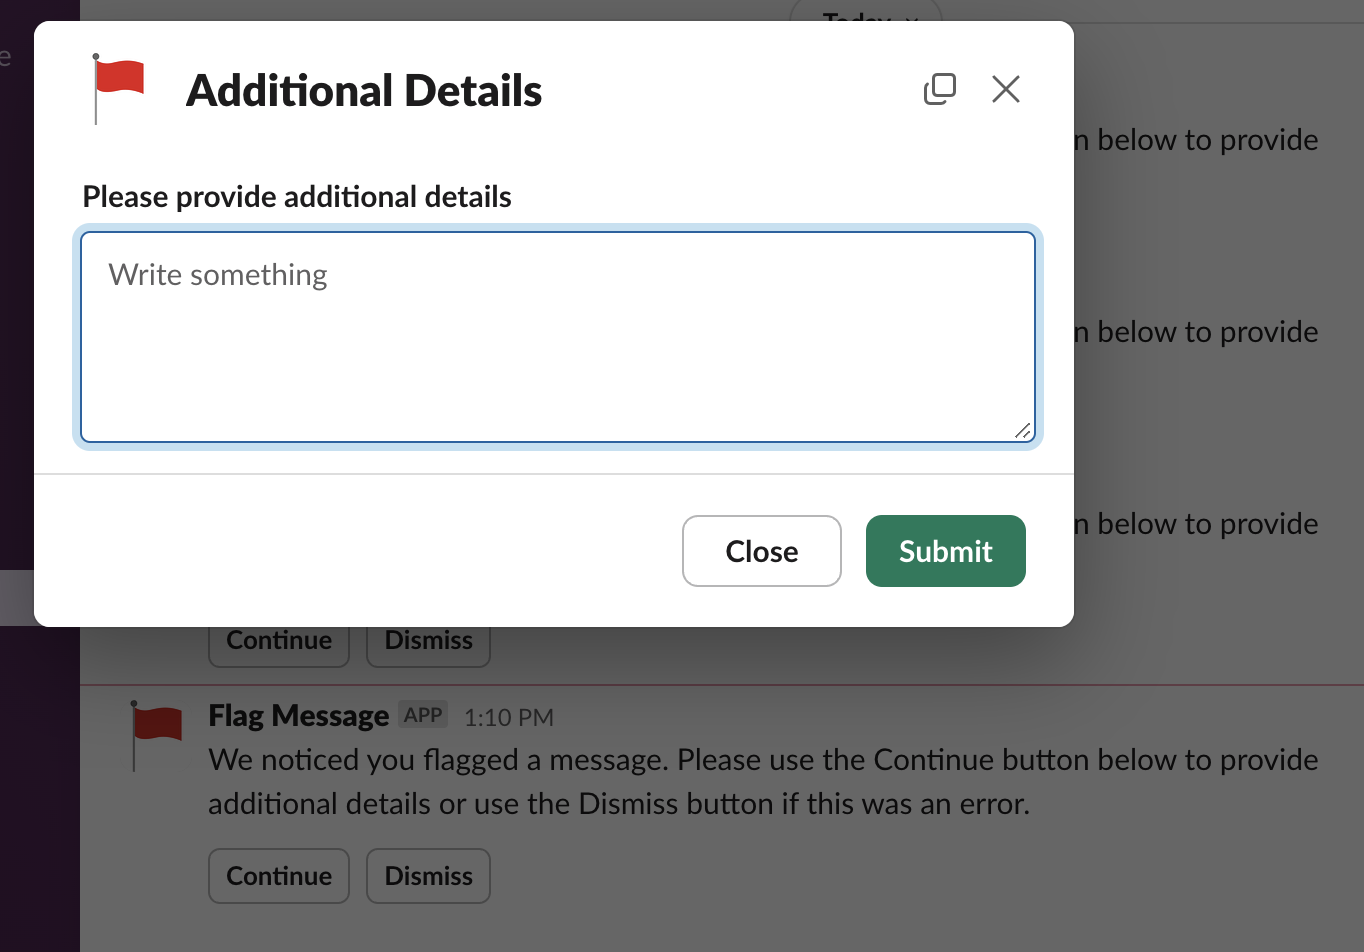 Today
e
Additional Details
n below to provide
Please provide additional details
Write something
n below to provide
n below to provide
Close
Submit
Continue
Dismiss
Flag Message APP 1:10 PM
We noticed you flagged a message. Please use the Continue button below to provide
additional details or use the Dismiss button if this was an error.
Continue
Dismiss